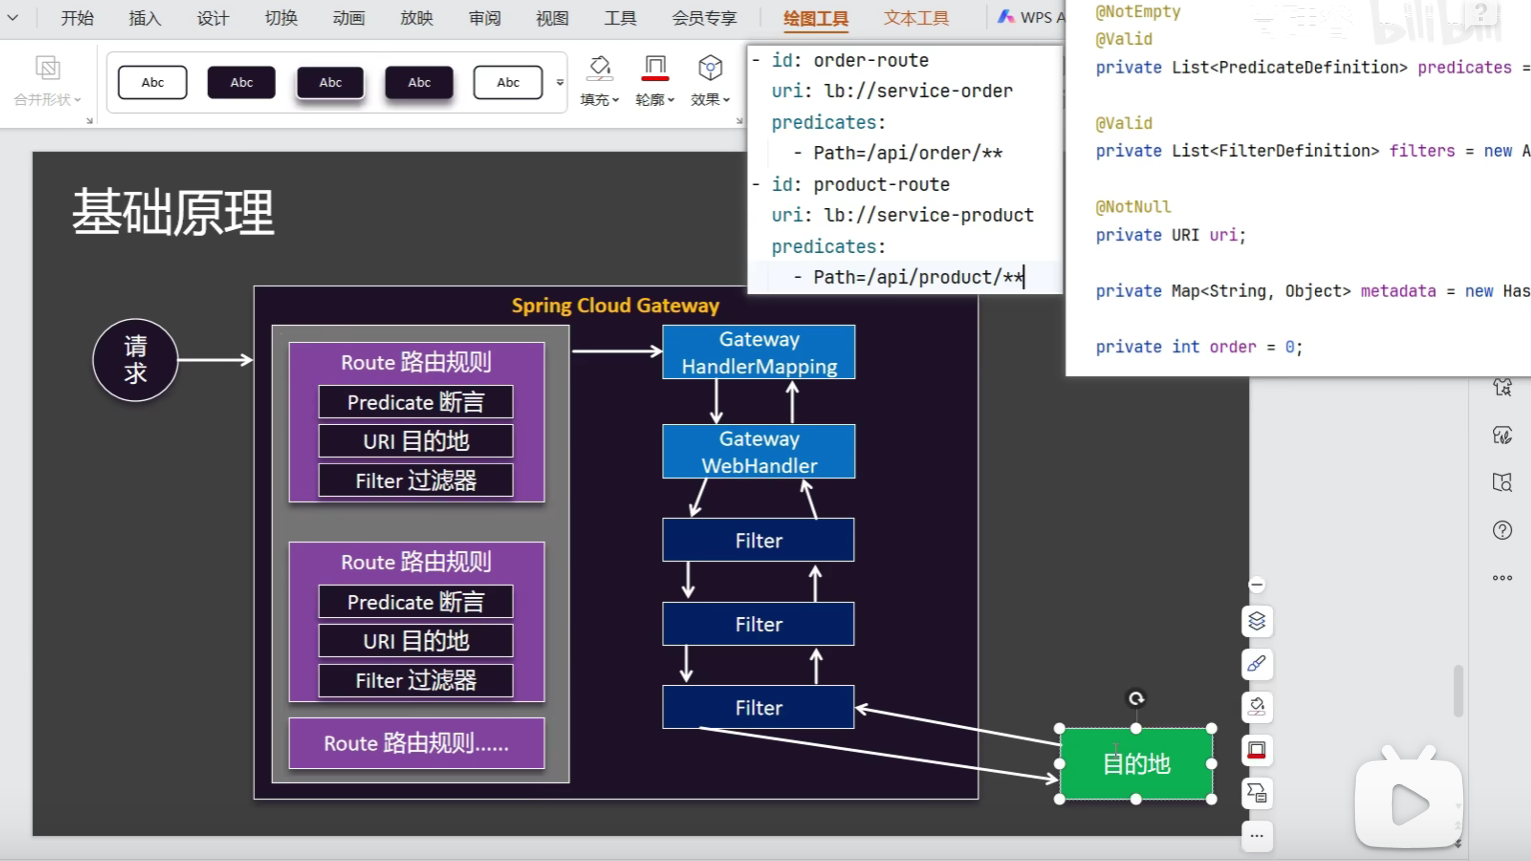 开始 插入 设计 切换 动画 放映 审阅 视图 工具 会员专享 绘图工具 文本工具 WPS A
合并形状 Abc Abc Abc Abc Abc 填充 轮廓 效果
- id: order-route
uri: lb://service-order
predicates:
- Path=/api/order/**
- id: product-route
uri: lb://service-product
predicates:
- Path=/api/product/**
@NotEmpty
@Valid
private List<PredicateDefinition> predicates =
@Valid
private List<FilterDefinition> filters = new A
@NotNull
private URI uri;
private Map<String, Object> metadata = new Has
private int order = 0;
bilibili
基础原理
Spring Cloud Gateway
请
求
Route 路由规则
Predicate 断言
URI 目的地
Filter 过滤器
Route 路由规则
Predicate 断言
URI 目的地
Filter 过滤器
Route 路由规则......
Gateway
HandlerMapping
Gateway
WebHandler
Filter
Filter
Filter
目的地